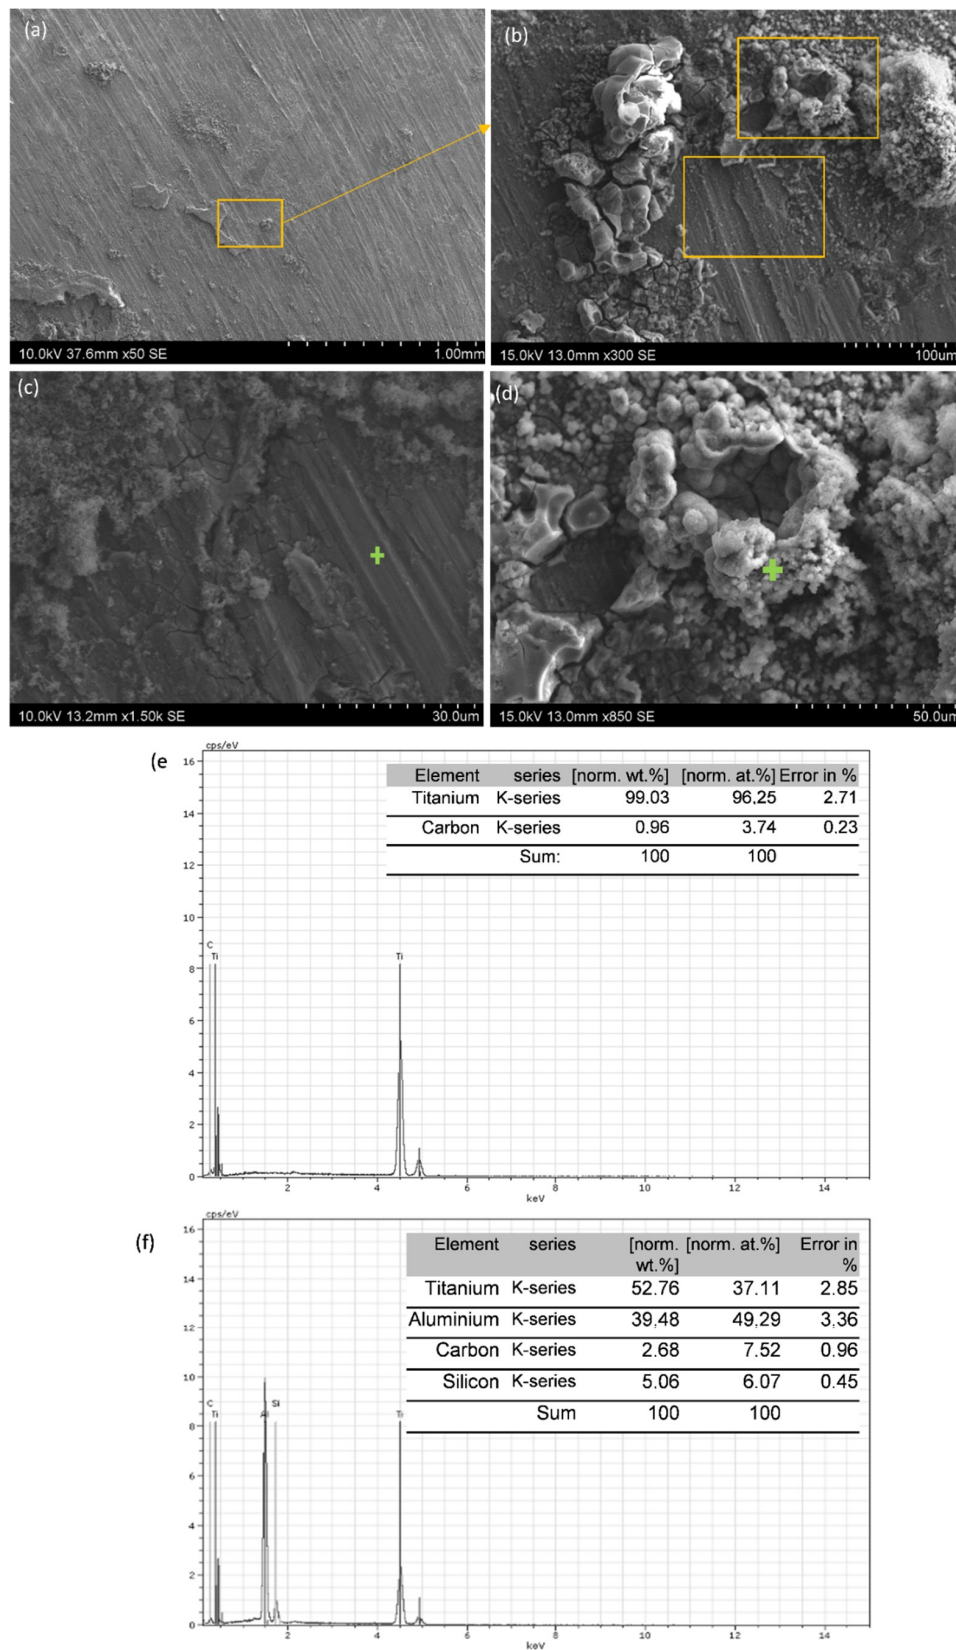 (a)
10.0kV 37.6mm x50 SE 1.00mm
(b)
15.0kV 13.0mm x300 SE 100um
(c)
10.0kV 13.2mm x1.50k SE 30.0um
(d)
15.0kV 13.0mm x850 SE 50.0um
(e
cps/eV
Element series [norm. wt.%] [norm. at.%] Error in %
Titanium K-series 99.03 96.25 2.71
Carbon K-series 0.96 3.74 0.23
Sum: 100 100
16
14
12
10
8
6
4
2
0
C
Ti
Ti
2 4 6 8 10 12 14
keV
(f)
cps/eV
Element series [norm. wt.%] [norm. at.%] Error in %
Titanium K-series 52.76 37.11 2.85
Aluminium K-series 39.48 49.29 3.36
Carbon K-series 2.68 7.52 0.96
Silicon K-series 5.06 6.07 0.45
Sum 100 100
16
14
12
10
8
6
4
2
0
C
Ti
Al
Si
Ti
2 4 6 8 10 12 14
keV